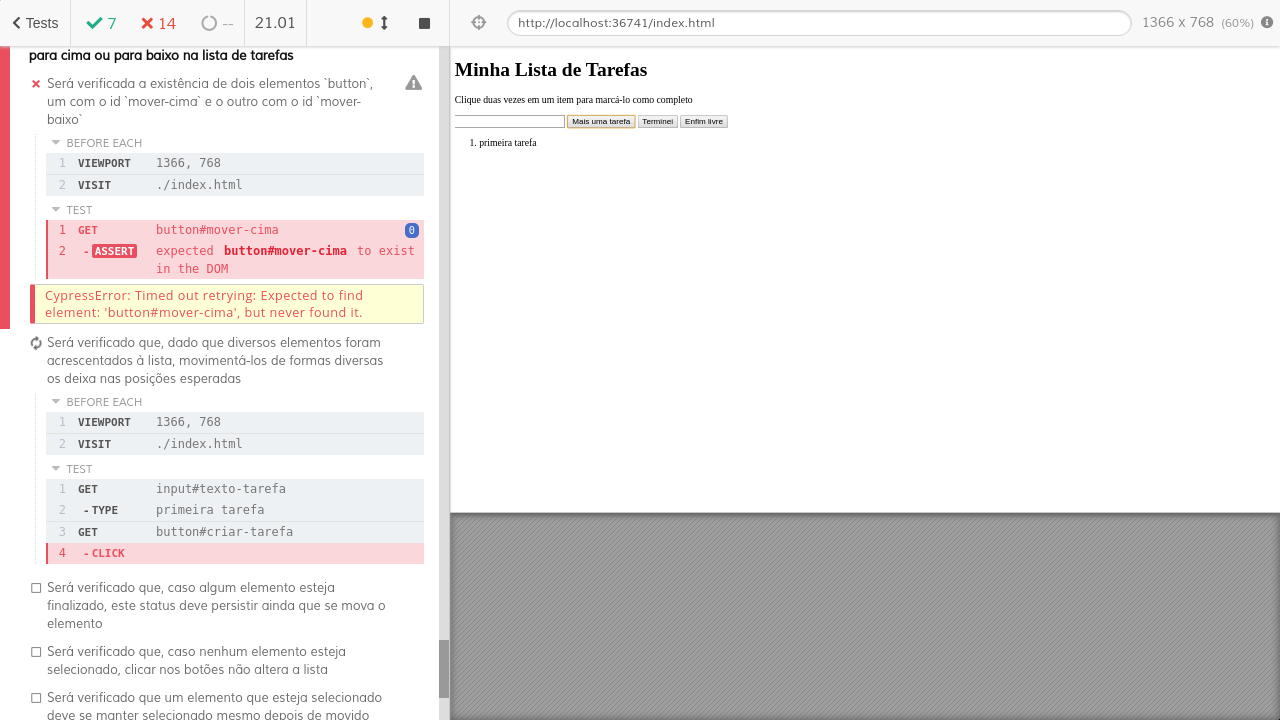 Tests 7 14 -- 21.01
para cima ou para baixo na lista de tarefas
Será verificada a existência de dois elementos `button`,
um com o id `mover-cima` e o outro com o id `mover-
baixo`
BEFORE EACH
1 VIEWPORT 1366, 768
2 VISIT ./index.html
TEST
1 GET button#mover-cima 0
2 -ASSERT expected button#mover-cima to exist
in the DOM
CypressError: Timed out retrying: Expected to find
element: 'button#mover-cima', but never found it.
Será verificado que, dado que diversos elementos foram
acrescentados à lista, movimentá-los de formas diversas
os deixa nas posições esperadas
BEFORE EACH
1 VIEWPORT 1366, 768
2 VISIT ./index.html
TEST
1 GET input#texto-tarefa
2 -TYPE primeira tarefa
3 GET button#criar-tarefa
4 -CLICK
Será verificado que, caso algum elemento esteja
finalizado, este status deve persistir ainda que se mova o
elemento
Será verificado que, caso nenhum elemento esteja
selecionado, clicar nos botões não altera a lista
Será verificado que um elemento que esteja selecionado
deve se manter selecionado mesmo depois de movido
http://localhost:36741/index.html 1366 x 768 (60%)
Minha Lista de Tarefas
Clique duas vezes em um item para marcá-lo como completo
Mais uma tarefa Terminei Enfim livre
1. primeira tarefa